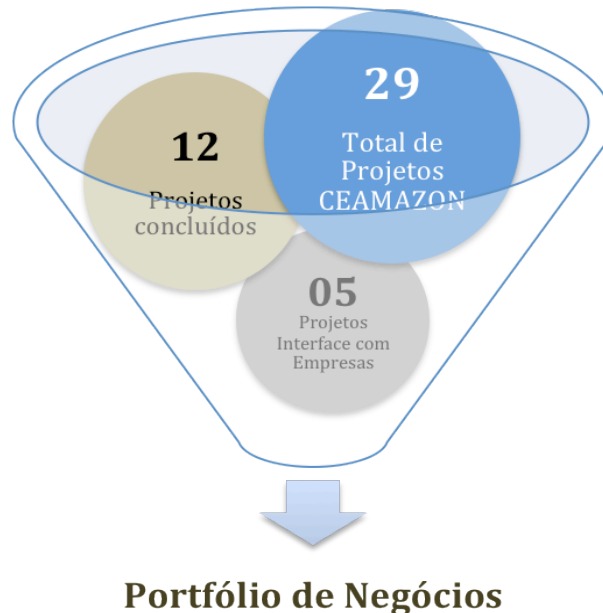 29
Total de
Projetos
CEAMAZON
12
Projetos
concluídos
05
Projetos
Interface com
Empresas
Portfólio de Negócios